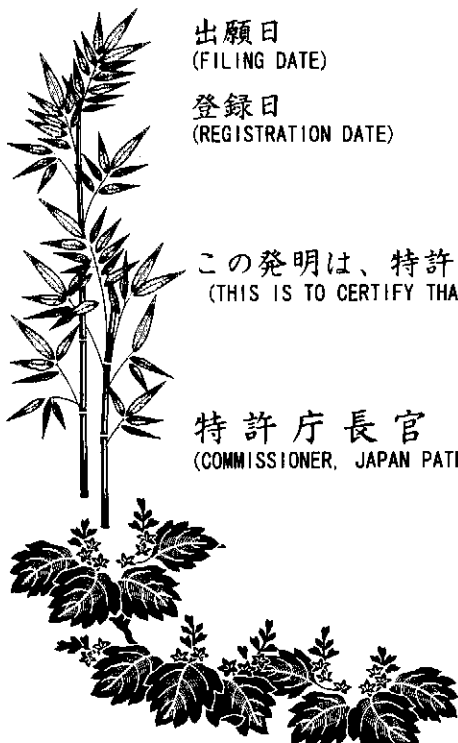 出願日
(FILING DATE)
登録日
(REGISTRATION DATE)
この発明は、特許
(THIS IS TO CERTIFY THA
特許庁長官
(COMMISSIONER, JAPAN PAT